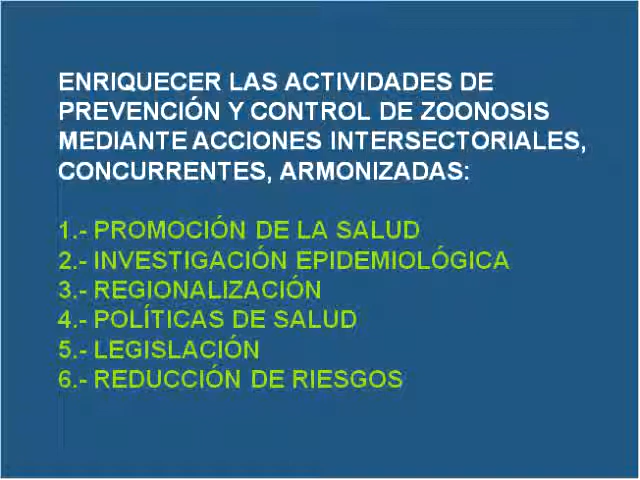 ENRIQUECER LAS ACTIVIDADES DE
PREVENCIÓN Y CONTROL DE ZOONOSIS
MEDIANTE ACCIONES INTERSECTORIALES,
CONCURRENTES, ARMONIZADAS:
1.- PROMOCIÓN DE LA SALUD
2.- INVESTIGACIÓN EPIDEMIOLÓGICA
3.- REGIONALIZACIÓN
4.- POLÍTICAS DE SALUD
5.- LEGISLACIÓN
6.- REDUCCIÓN DE RIESGOS